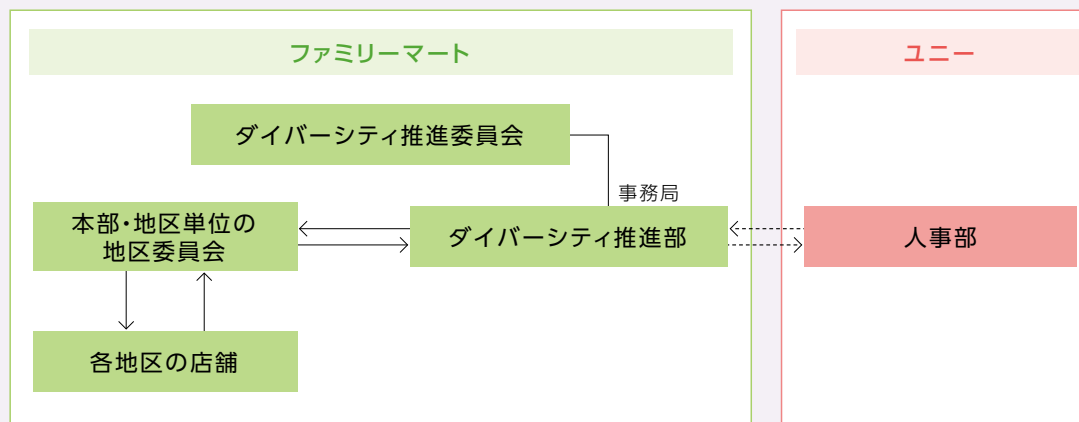 ファミリーマート
ユニー
ダイバーシティ推進委員会
事務局
本部・地区単位の
地区委員会
ダイバーシティ推進部
人事部
各地区の店舗